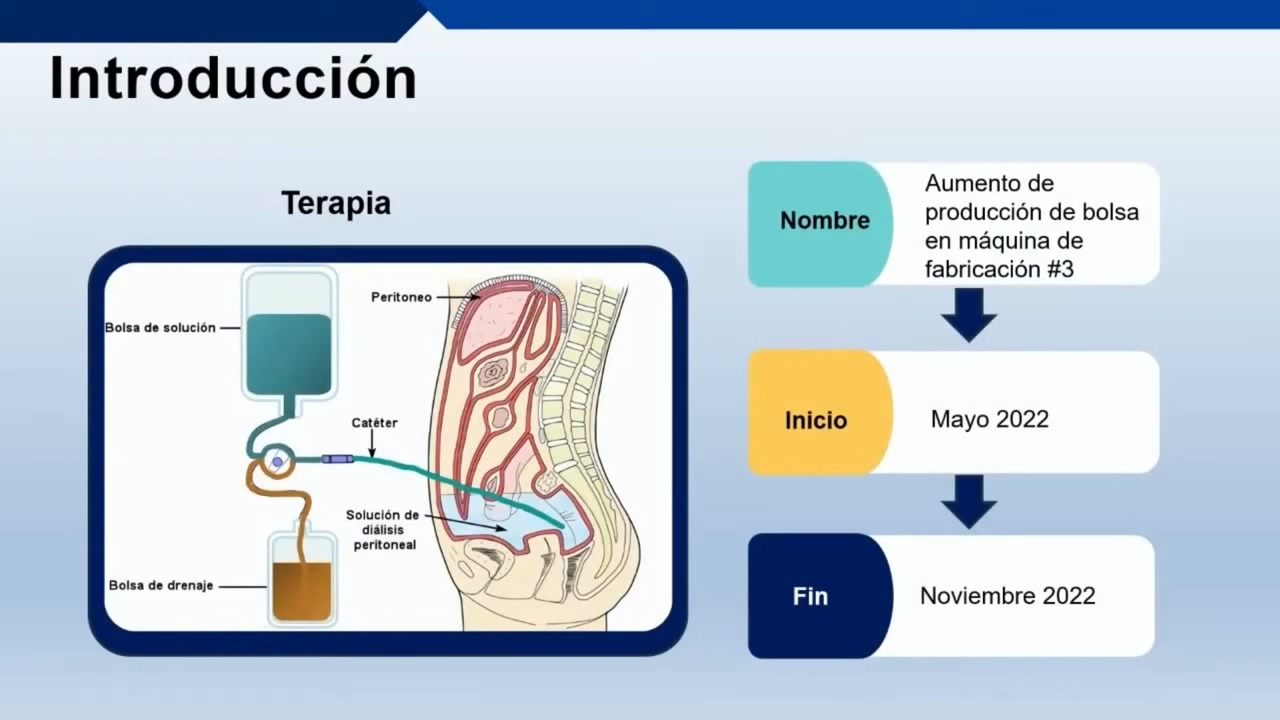 Introducción
Terapia
Peritoneo
Bolsa de solución
Catéter
Solución de
diálisis
peritoneal
Bolsa de drenaje
Nombre
Aumento de
producción de bolsa
en máquina de
fabricación #3
Inicio
Mayo 2022
Fin
Noviembre 2022